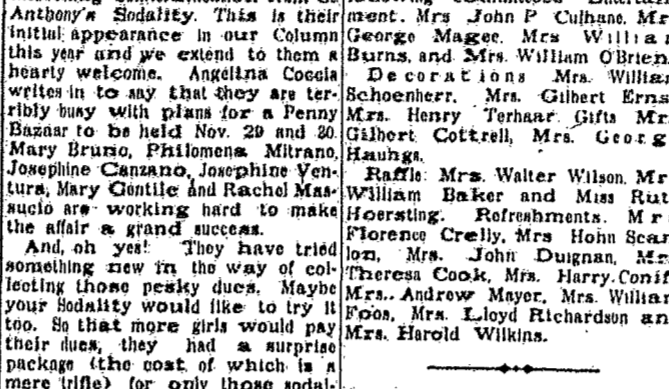 Anthony's Sodality. This is their
initial appearance in our Column
this year and we extend to them a
hearty welcome. Angelina Coccia
writes in to say that they are ter-
ribly busy with plans for a Penny
Bazaar to be held Nov. 29 and 30.
Mary Bruno, Philomena Mitrano,
Josephine Canzano, Josephine Ven-
tura, Mary Gentile and Rachel Mas-
sucio are working hard to make
the affair a grand success.
And, oh yes! They have tried
something new in the way of col-
lecting those pesky dues. Maybe
your Sodality would like to try it
too. So that more girls would pay
their dues, they had a surprise
package (the cost of which is a
mere trifle) for only those sodal-
ment. Mrs John P Culhane, Mr
George Magee, Mrs Willia
Burns, and Mrs. William O'Brien.
Decorations Mrs. Willia
Schoenherr, Mrs. Gilbert Erns
Mrs. Henry Terhaar Gifts Mr
Gilbert Cottrell, Mrs. Georg
Hauhgs.
Raffle: Mrs. Walter Wilson, Mr
William Baker and Miss Rut
Hoersting. Refreshments. Mr
Florence Crelly, Mrs Hohn Scan
lon, Mrs. John Duignan, Mr
Theresa Cook, Mrs. Harry Conif
Mrs. Andrew Mayer, Mrs. Willia
Foos, Mrs. Lloyd Richardson an
Mrs. Harold Wilkins.